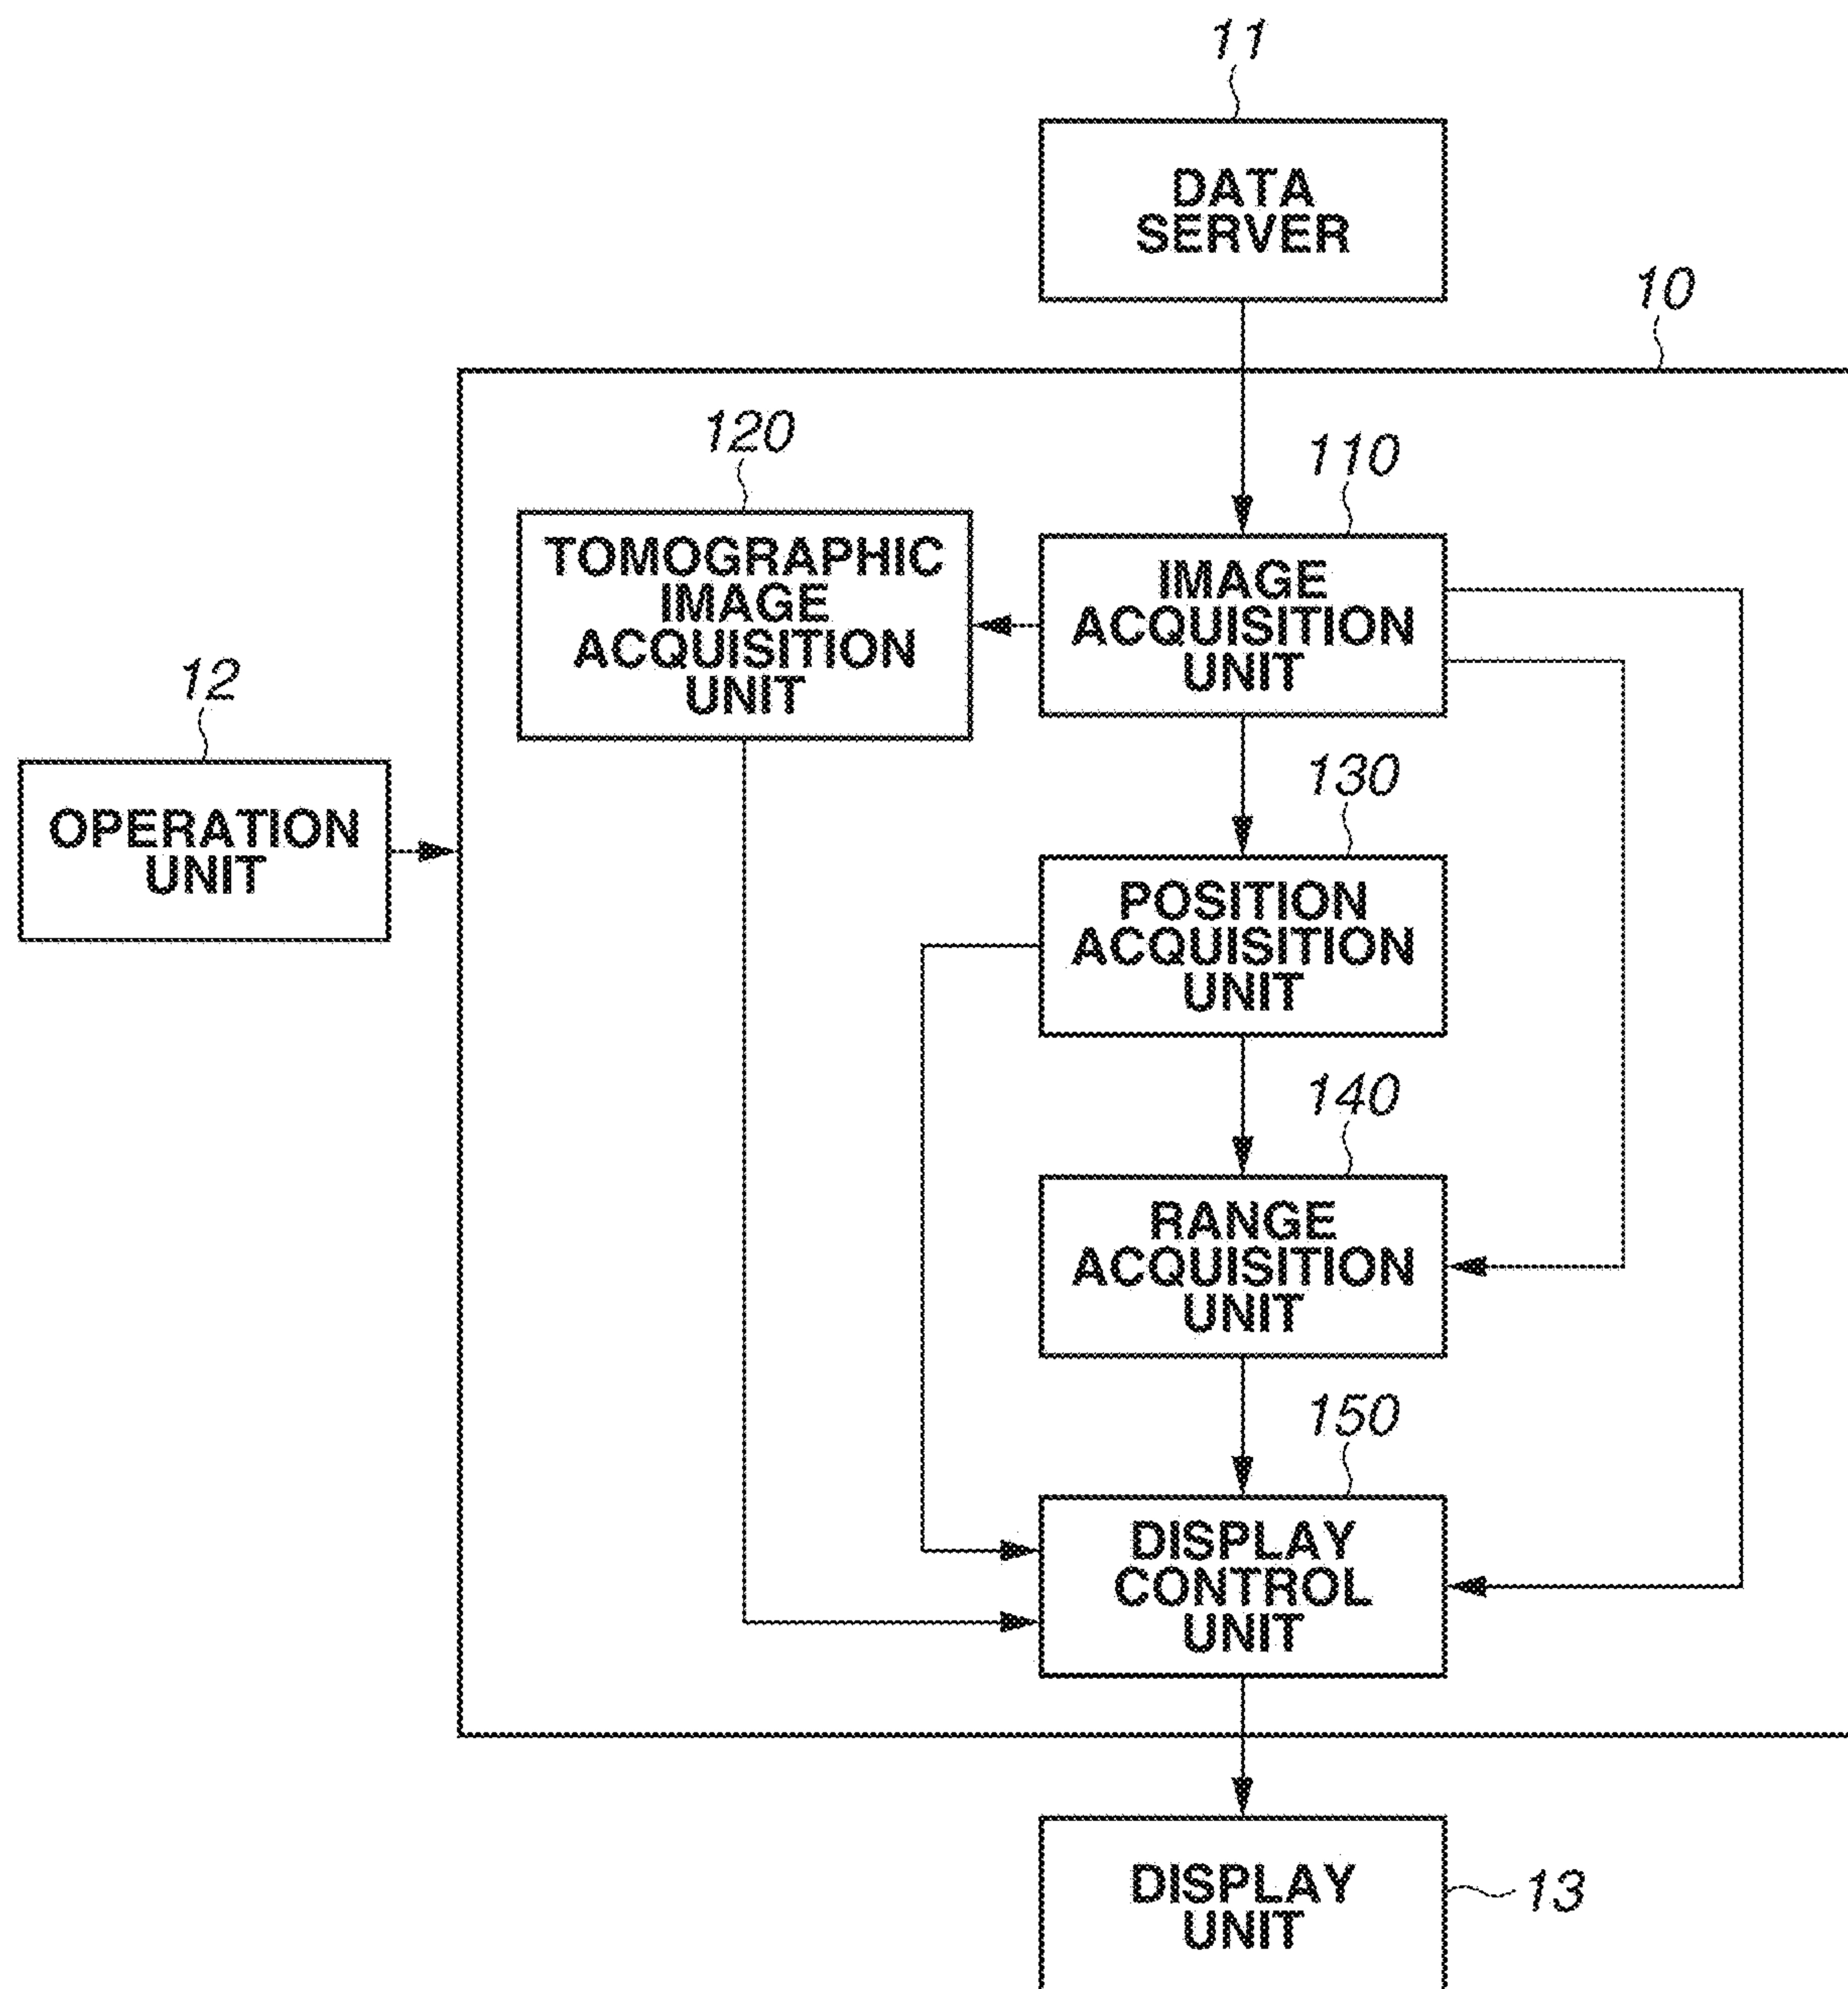 11
DATA
SERVER
10
120
110
TOMOGRAPHIC
IMAGE
ACQUISITION
UNIT
IMAGE
ACQUISITION
UNIT
12
OPERATION
UNIT
130
POSITION
ACQUISITION
UNIT
140
RANGE
ACQUISITION
UNIT
150
DISPLAY
CONTROL
UNIT
DISPLAY
UNIT
13